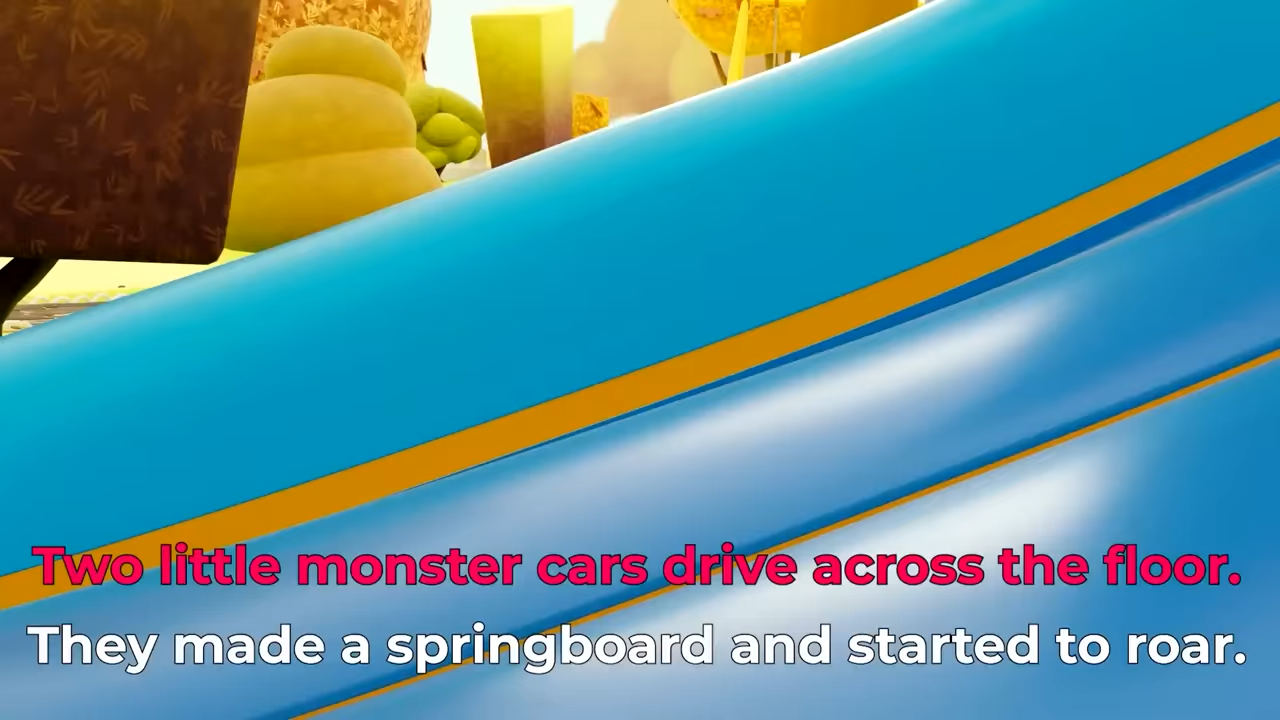 Two little monster cars drive across the floor.
They made a springboard and started to roar.